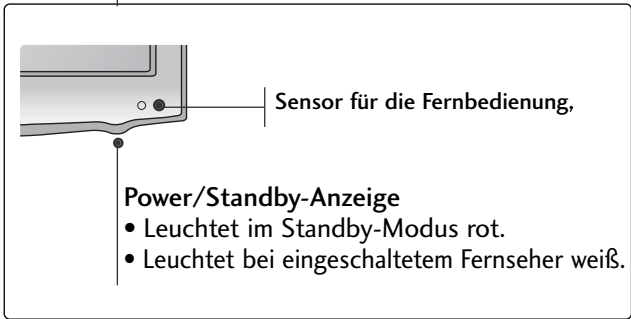 Sensor für die Fernbedienung,
Power/Standby-Anzeige
• Leuchtet im Standby-Modus rot.
• Leuchtet bei eingeschaltetem Fernseher weiß.